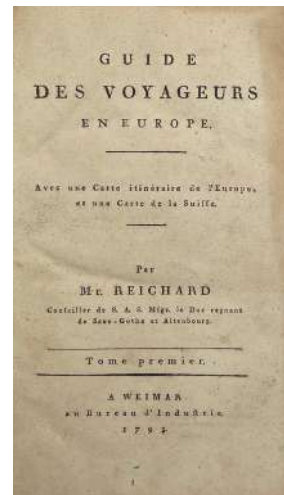 GUIDE
DES VOYAGEURS
EN EUROPE.
Avec une Carte itinéraire de l'Europe,
et une Carte de la Suisse.
Par
Mr. REICHARD
Conseiller de S. A. S. Mgr. le Duc regnant
de Saxe-Gotha et Altenbourg.
Tome premier.
A WEIMAR
au Bureau d'Industrie.